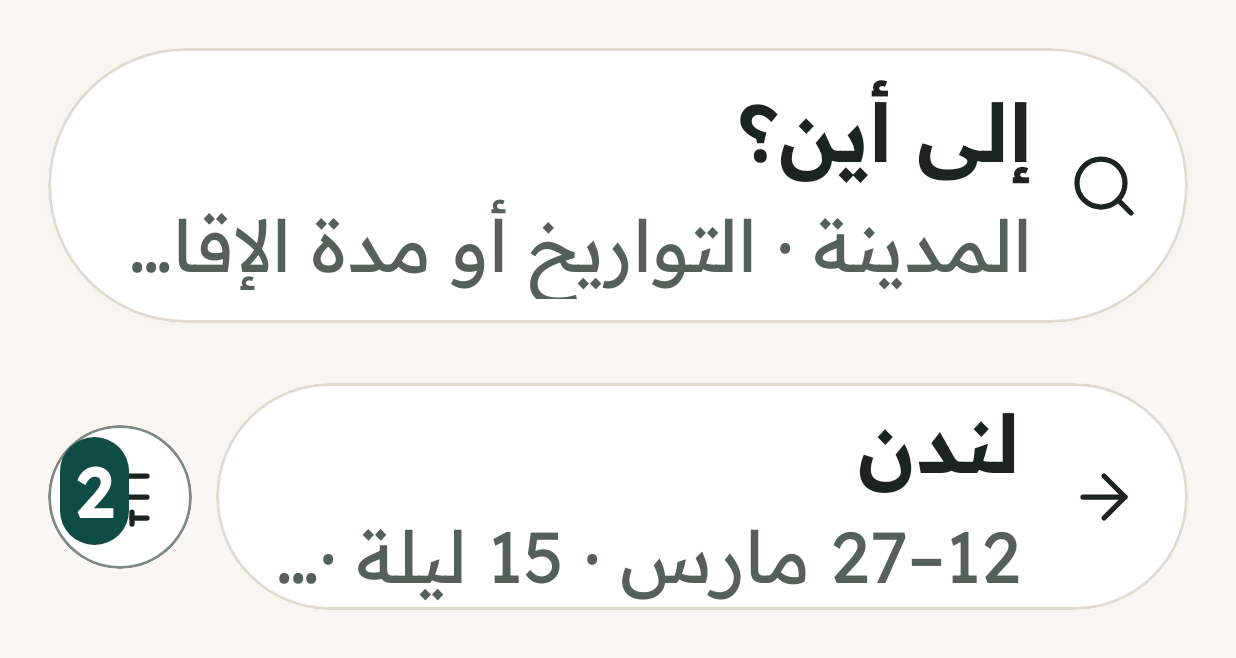 إلى أين؟
المدينة · التواريخ أو مدة الإقا...
لندن
12–27 مارس · 15 ليلة ·...
2